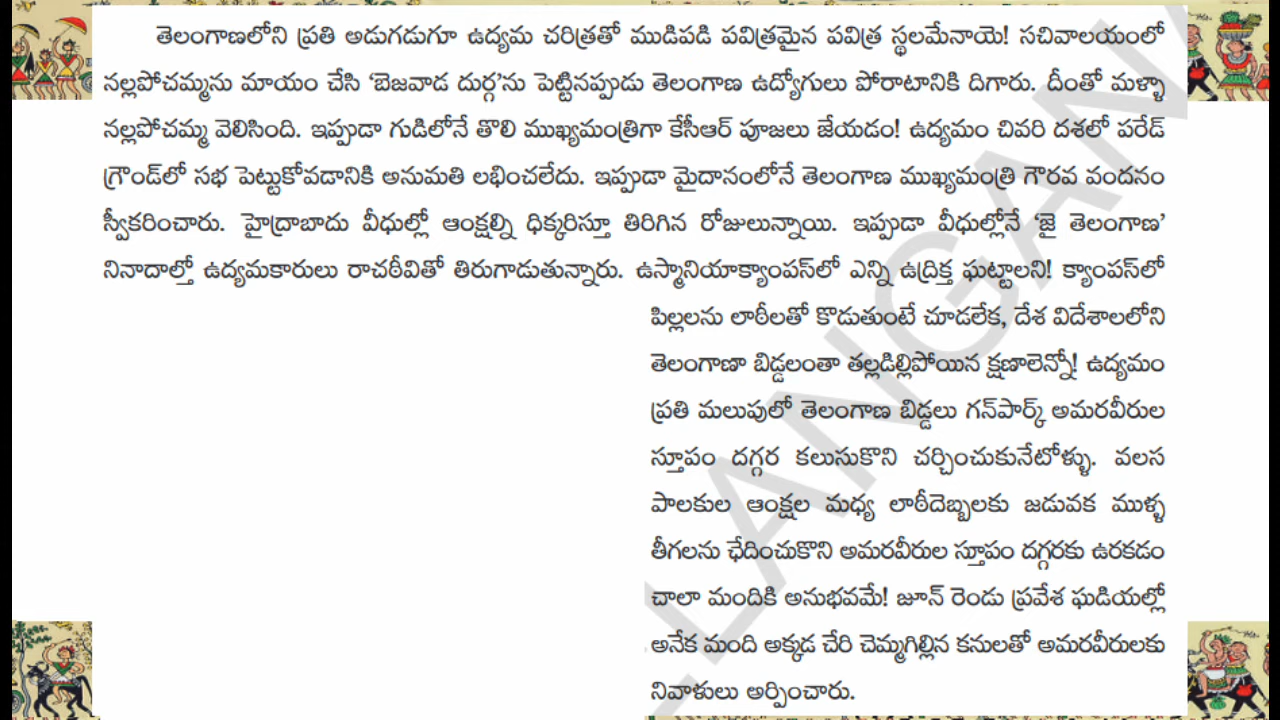 తెలంగాణలోని ప్రతి అడుగడుగూ ఉద్యమ చరిత్రతో ముడిపడి పవిత్రమైన పవిత్ర స్థలమేనాయె! సచివాలయంలో
నల్లపోచమ్మను మాయం చేసి ‘బెజవాడ దుర్గ’ను పెట్టినప్పుడు తెలంగాణ ఉద్యోగులు పోరాటానికి దిగారు. దీంతో మళ్ళా
నల్లపోచమ్మ వెలిసింది. ఇప్పుడా గుడిలోనే తొలి ముఖ్యమంత్రిగా కేసీఆర్ పూజలు జేయడం! ఉద్యమం చివరి దశలో పరేడ్
గ్రౌండ్‌లో సభ పెట్టుకోవడానికి అనుమతి లభించలేదు. ఇప్పుడా మైదానంలోనే తెలంగాణ ముఖ్యమంత్రి గౌరవ వందనం
స్వీకరించారు. హైద్రాబాదు వీధుల్లో ఆంక్షల్ని ధిక్కరిస్తూ తిరిగిన రోజులున్నాయి. ఇప్పుడా వీధుల్లోనే ‘జై తెలంగాణ’
నినాదాల్తో ఉద్యమకారులు రాచఠీవితో తిరుగాడుతున్నారు. ఉస్మానియాక్యాంపస్‌లో ఎన్ని ఉద్రిక్త ఘట్టాలని! క్యాంపస్‌లో
పిల్లలను లాఠీలతో కొడుతుంటే చూడలేక, దేశ విదేశాలలోని
తెలంగాణా బిడ్డలంతా తల్లడిల్లిపోయిన క్షణాలెన్నో! ఉద్యమం
ప్రతి మలుపులో తెలంగాణ బిడ్డలు గన్‌పార్క్ అమరవీరుల
స్తూపం దగ్గర కలుసుకొని చర్చించుకునేటోళ్ళు. వలస
పాలకుల ఆంక్షల మధ్య లాఠీదెబ్బలకు జడువక ముళ్ళ
తీగలను ఛేదించుకొని అమరవీరుల స్తూపం దగ్గరకు ఉరకడం
చాలా మందికి అనుభవమే! జూన్ రెండు ప్రవేశ ఘడియల్లో
అనేక మంది అక్కడ చేరి చెమ్మగిల్లిన కనులతో అమరవీరులకు
నివాళులు అర్పించారు.